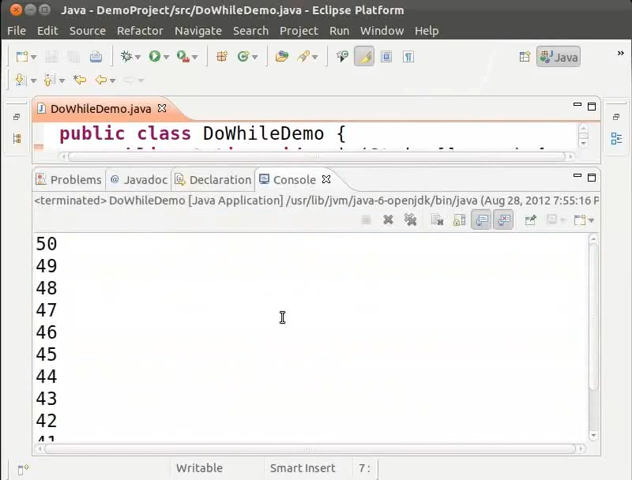 Java - DemoProject/src/DoWhileDemo.java - Eclipse Platform
File Edit Source Refactor Navigate Search Project Run Window Help
Java
DoWhileDemo.java
public class DoWhileDemo {
Problems Javadoc Declaration Console
<terminated> DoWhileDemo [Java Application] /usr/lib/jvm/java-6-openjdk/bin/java (Aug 28, 2012 7:55:16 P
50
49
48
47
46
45
44
43
42
41
Writable Smart Insert 7 :